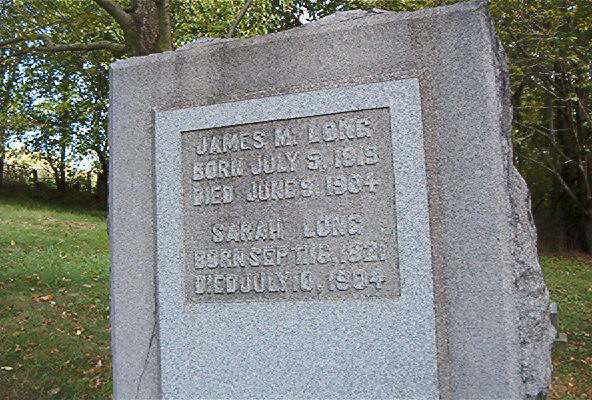 JAMES M. LONG
BORN JULY 5, 1819
DIED JUNE 9, 1904
SARAH LONG
BORN SEPT 16, 1821
DIED JULY 10, 1904